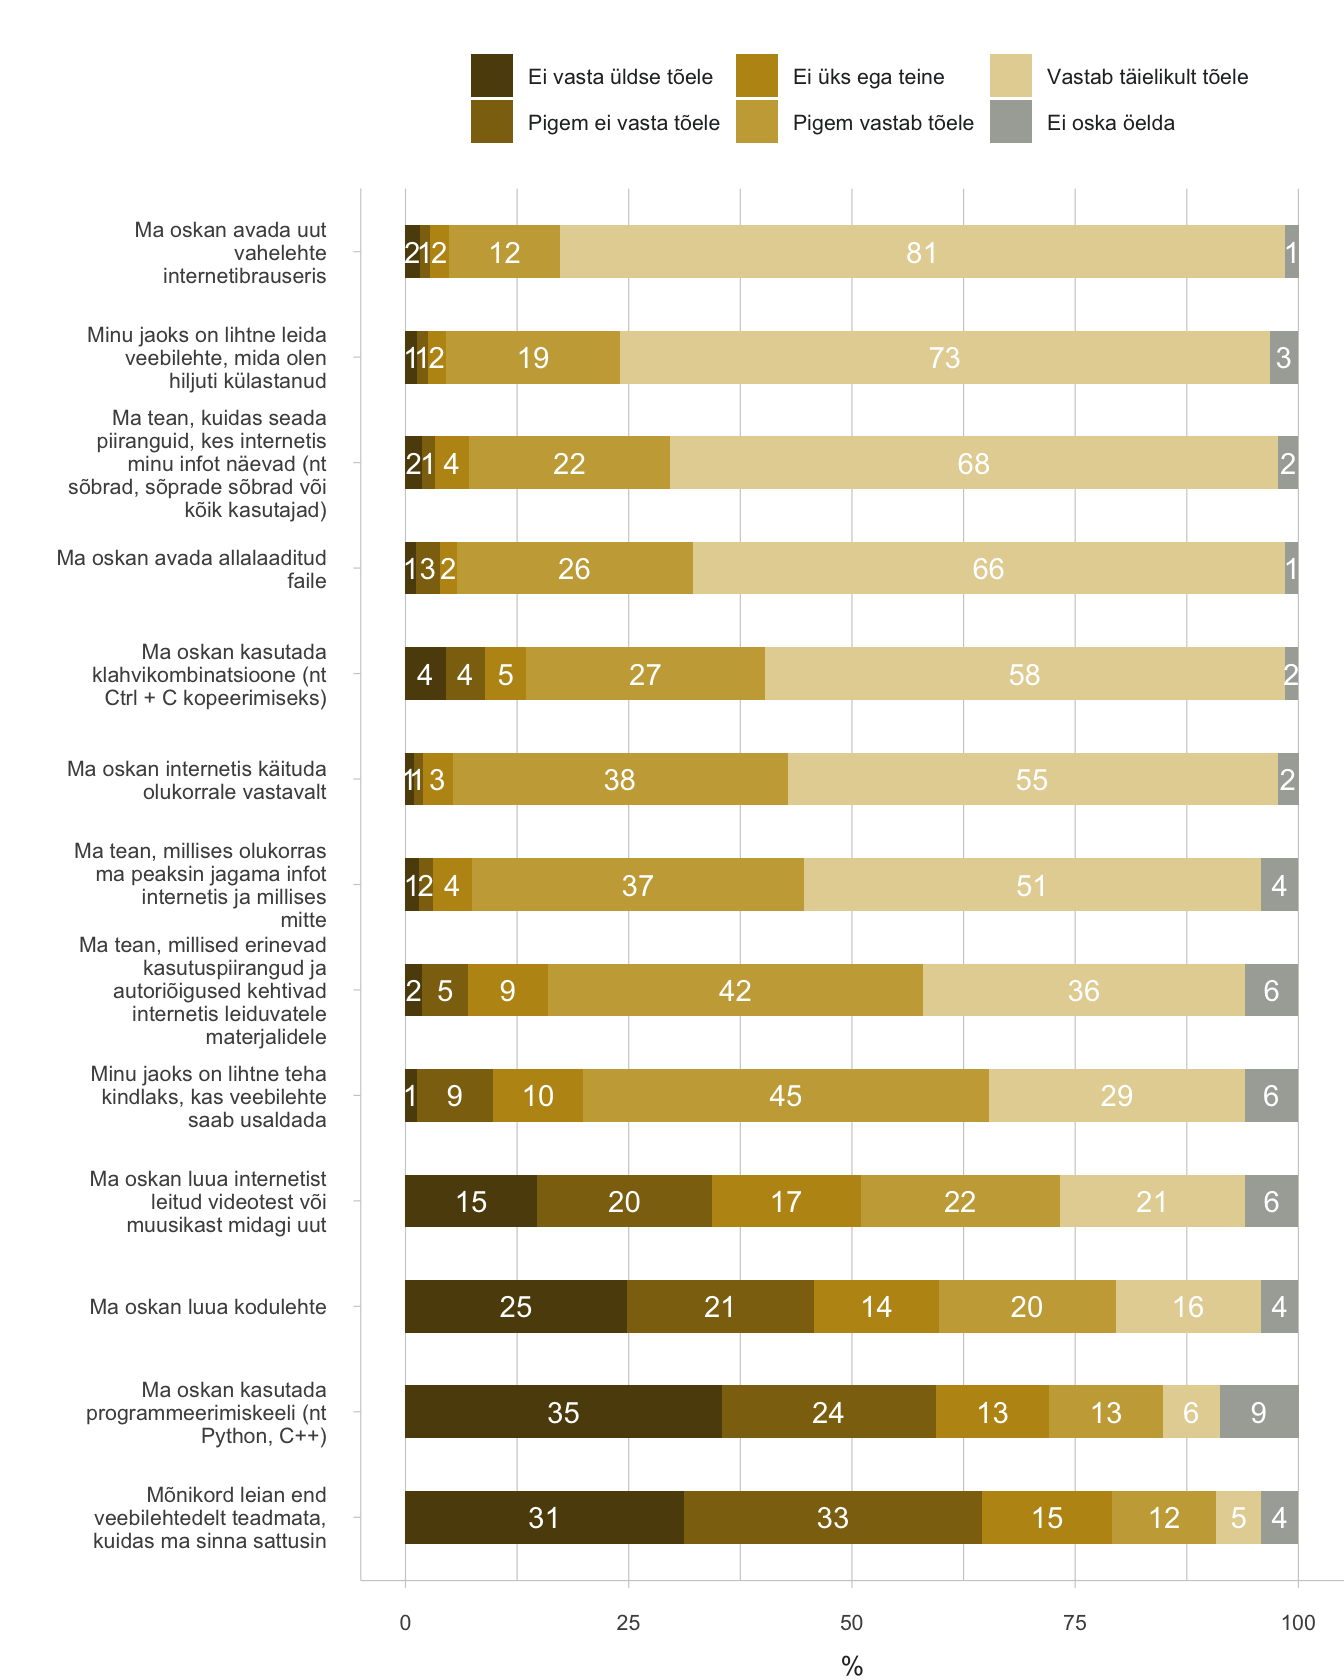 Ei vasta üldse tõele
Ei üks ega teine
Vastab täielikult tõele
Pigem ei vasta tõele
Pigem vastab tõele
Ei oska öelda
Ma oskan avada uut
vahelehte
internetibrauseris
2 1 2 12 81 1
Minu jaoks on lihtne leida
veebilehte, mida olen
hiljuti külastanud
1 1 2 19 73 3
Ma tean, kuidas seada
piiranguid, kes internetis
minu infot näevad (nt
sõbrad, sõprade sõbrad või
kõik kasutajad)
2 1 4 22 68 2
Ma oskan avada allalaaditud
faile
1 3 2 26 66 1
Ma oskan kasutada
klahvikombinatsioone (nt
Ctrl + C kopeerimiseks)
4 4 5 27 58 2
Ma oskan internetis käituda
olukorrale vastavalt
1 1 3 38 55 2
Ma tean, millises olukorras
ma peaksin jagama infot
internetis ja millises
mitte
1 2 4 37 51 4
Ma tean, millised erinevad
kasutuspiirangud ja
autoriõigused kehtivad
internetis leiduvatele
materjalidele
2 5 9 42 36 6
Minu jaoks on lihtne teha
kindlaks, kas veebilehte
saab usaldada
1 9 10 45 29 6
Ma oskan luua internetist
leitud videotest või
muusikast midagi uut
15 20 17 22 21 6
Ma oskan luua kodulehte
25 21 14 20 16 4
Ma oskan kasutada
programmeerimiskeeli (nt
Python, C++)
35 24 13 13 6 9
Mõnikord leian end
veebilehtedelt teadmata,
kuidas ma sinna sattusin
31 33 15 12 5 4
0 25 50 75 100
%